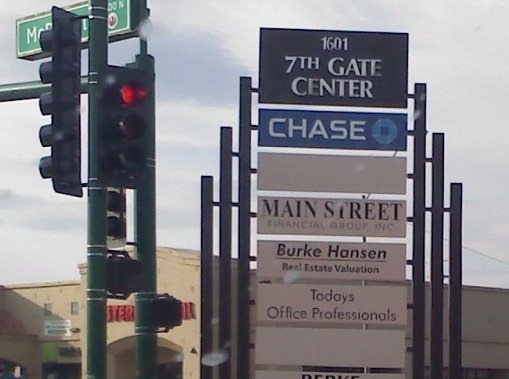 1601
7TH GATE
CENTER
CHASE
MAIN STREET
FINANCIAL GROUP, INC
Burke Hansen
Real Estate Valuation
Todays
Office Professionals